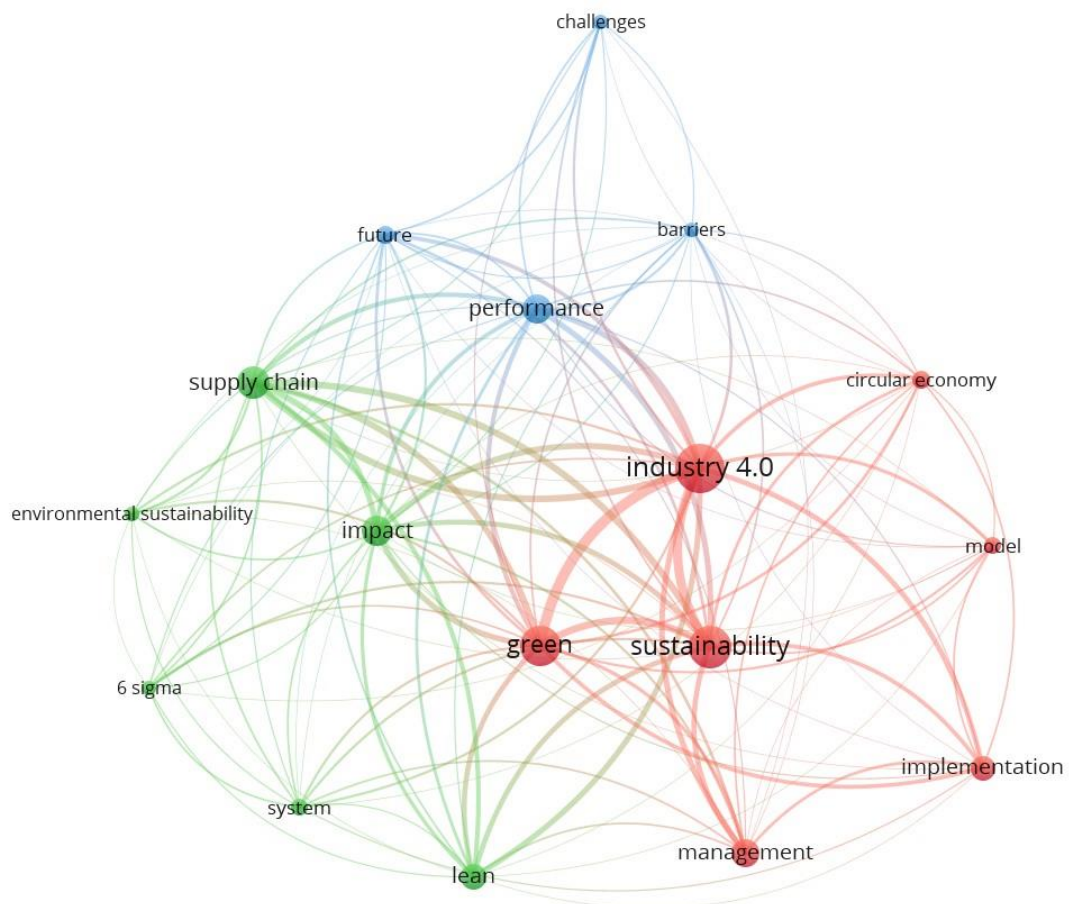 challenges
future
barriers
performance
supply chain
circular economy
industry 4.0
environmental sustainability
impact
model
green
sustainability
6 sigma
implementation
system
management
lean